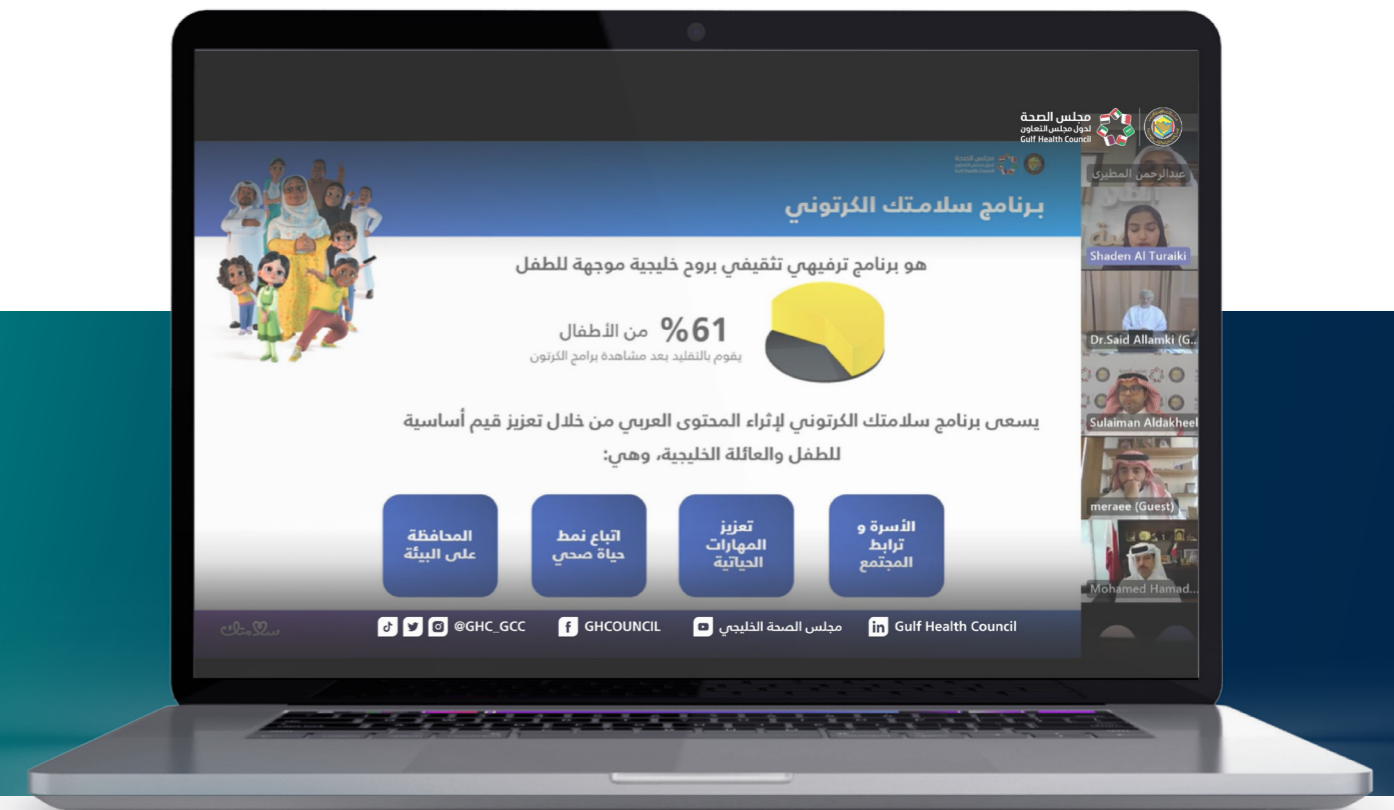 مجلس الصحة
لدول مجلس التعاون
Gulf Health Council
برنامج سلامتك الكرتوني
هو برنامج ترفيهي تثقيفي بروح خليجية موجهة للطفل
%61 من الأطفال
يقوم بالتقليد بعد مشاهدة برامج الكرتون
يسعى برنامج سلامتك الكرتوني لإثراء المحتوى العربي من خلال تعزيز قيم أساسية
للطفل والعائلة الخليجية، وهي:
الأسرة و
ترابط
المجتمع
تعزيز
المهارات
الحياتية
اتباع نمط
حياة صحي
المحافظة
على البيئة
عبدالرحمن المطيري
Shaden Al Turaiki
Dr.Said Allamki (G..
Sulaiman Aldakheel
meraee (Guest)
Mohamed Hamad...
سلامتك
@GHC_GCC
GHCOUNCIL
مجلس الصحة الخليجي
Gulf Health Council